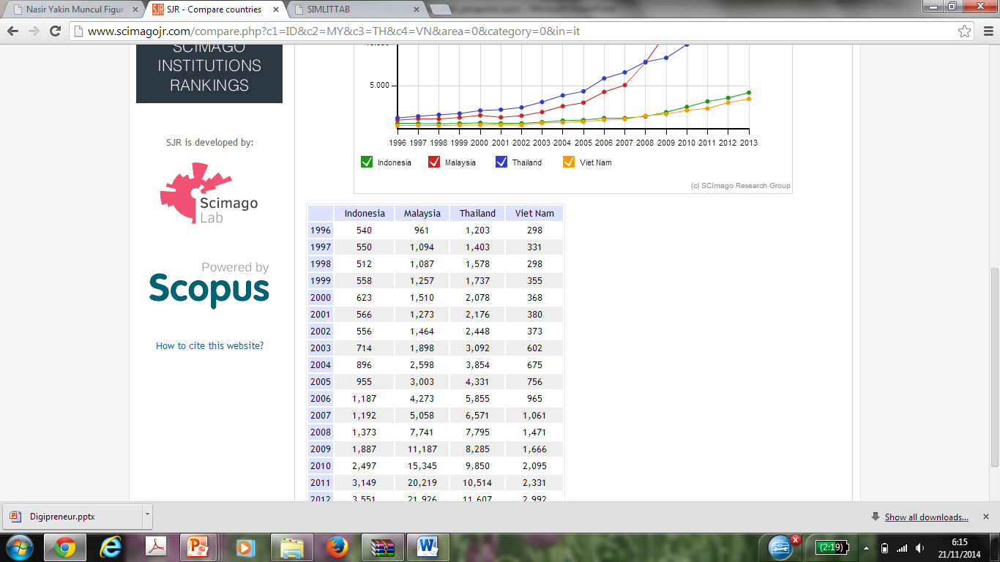 Nasir Yakin Muncul Figur
SJR - Compare countries
SIMLITTAB
www.scimagojr.com/compare.php?c1=ID&c2=MY&c3=TH&c4=VN&area=0&category=0&in=it
SCIMAGO
INSTITUTIONS
RANKINGS
SJR is developed by:
Scimago
Lab
Powered by
Scopus
How to cite this website?
5.000
1996 1997 1998 1999 2000 2001 2002 2003 2004 2005 2006 2007 2008 2009 2010 2011 2012 2013
Indonesia Malaysia Thailand Viet Nam
(c) SCImago Research Group
Indonesia Malaysia Thailand Viet Nam
1996 540 961 1,203 298
1997 550 1,094 1,403 331
1998 512 1,087 1,578 298
1999 558 1,257 1,737 355
2000 623 1,510 2,078 368
2001 566 1,273 2,176 380
2002 556 1,464 2,448 373
2003 714 1,898 3,092 602
2004 896 2,598 3,854 675
2005 955 3,003 4,331 756
2006 1,187 4,273 5,855 965
2007 1,192 5,058 6,571 1,061
2008 1,373 7,741 7,795 1,471
2009 1,887 11,187 8,285 1,666
2010 2,497 15,345 9,850 2,095
2011 3,149 20,219 10,514 2,331
2012 3,551 21,926 11,607 2,992
Digipreneur.pptx
Show all downloads...
(2:19)
6:15
21/11/2014